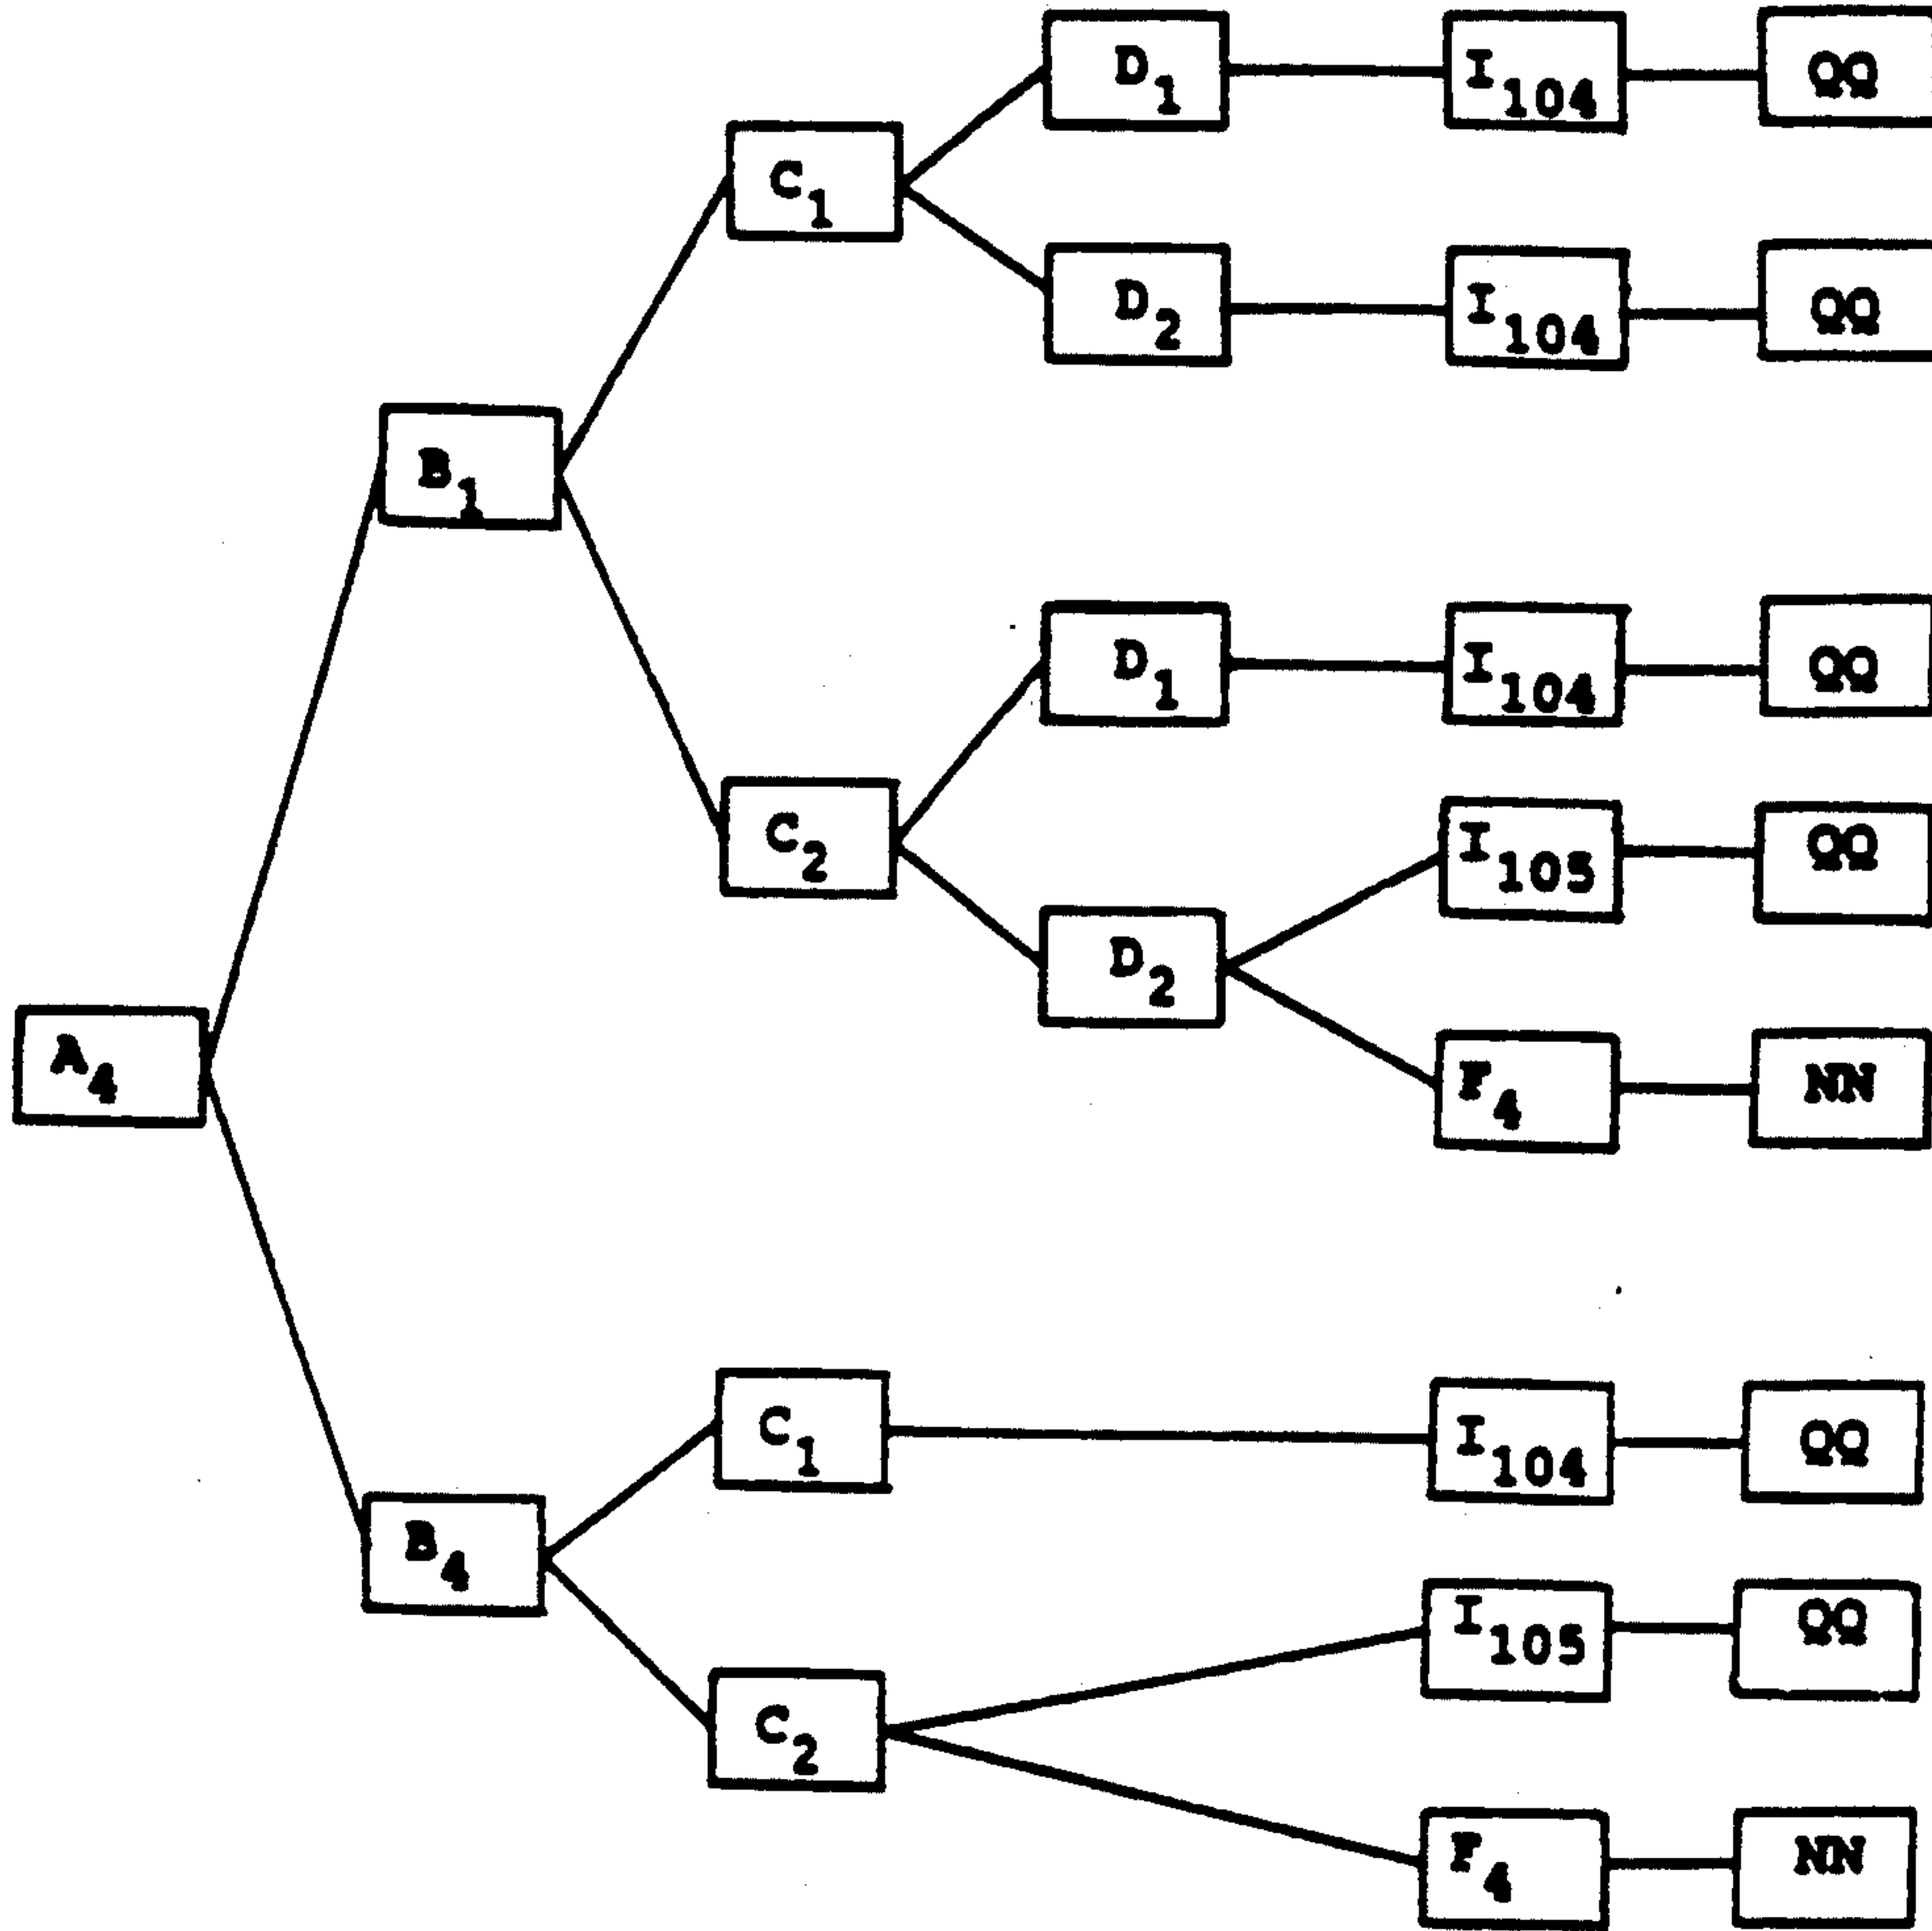 D₁ I₁₀₄ QQ
C₁
D₂ I₁₀₄ QQ
B₁
D₁ I₁₀₄ QQ
C₂ I₁₀₅ QQ
D₂
A₄ F₄ NN
C₁ I₁₀₄ QQ
B₄
I₁₀₅ QQ
C₂
F₄ NN